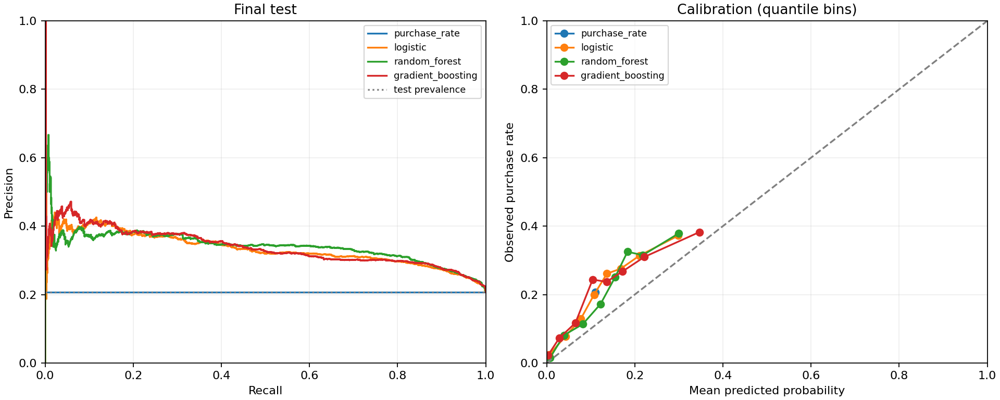 Final test
1.0
0.8
0.6
0.4
0.2
0.0
Precision
purchase_rate
logistic
random_forest
gradient_boosting
test prevalence
0.0 0.2 0.4 0.6 0.8 1.0
Recall
Calibration (quantile bins)
1.0
0.8
0.6
0.4
0.2
0.0
Observed purchase rate
purchase_rate
logistic
random_forest
gradient_boosting
0.0 0.2 0.4 0.6 0.8 1.0
Mean predicted probability